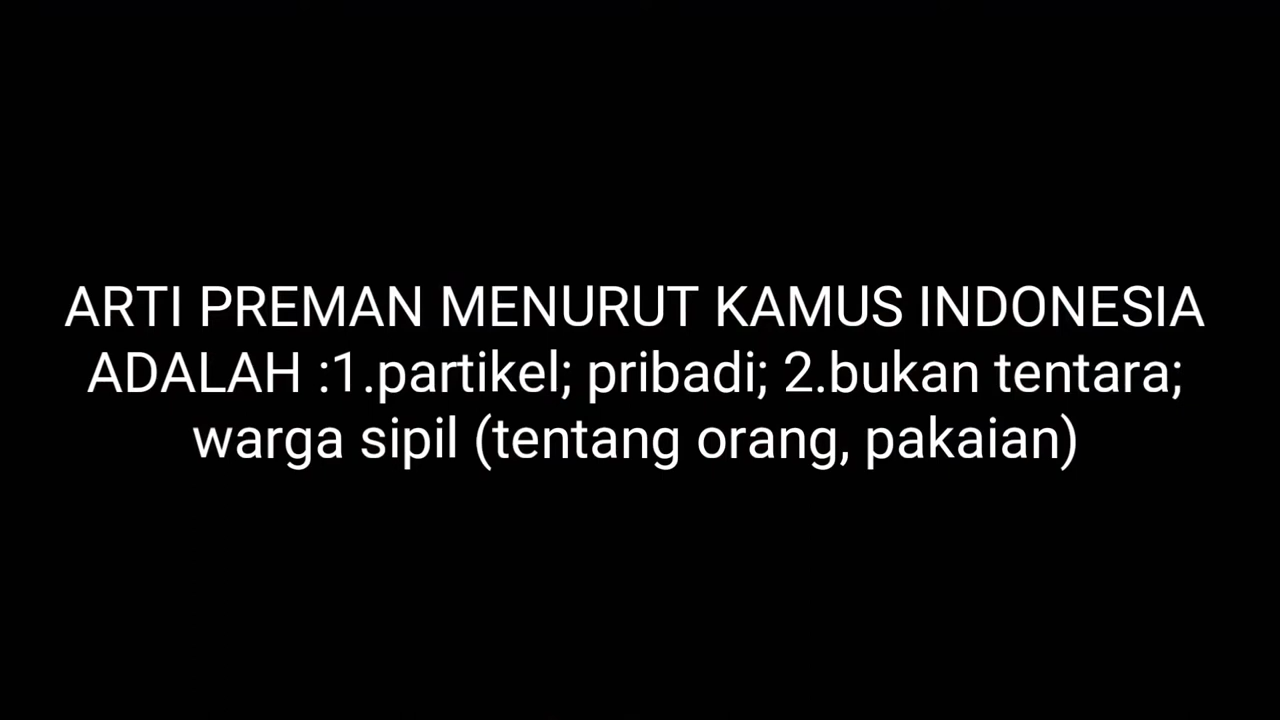 ARTI PREMAN MENURUT KAMUS INDONESIA
ADALAH :1.partikel; pribadi; 2.bukan tentara;
warga sipil (tentang orang, pakaian)